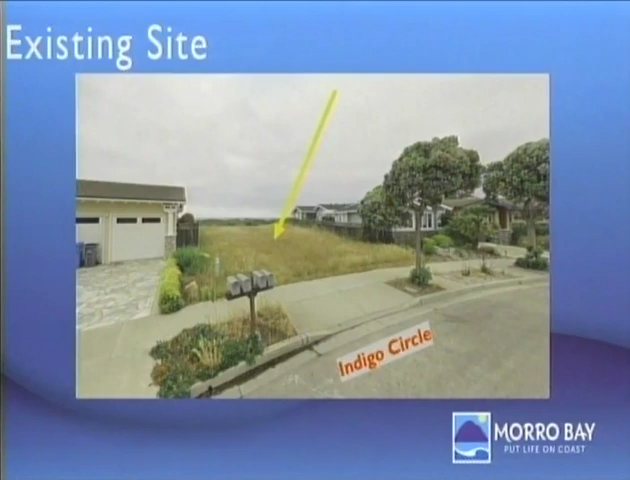 Existing Site
Indigo Circle
MORRO BAY
PUT LIFE ON COAST